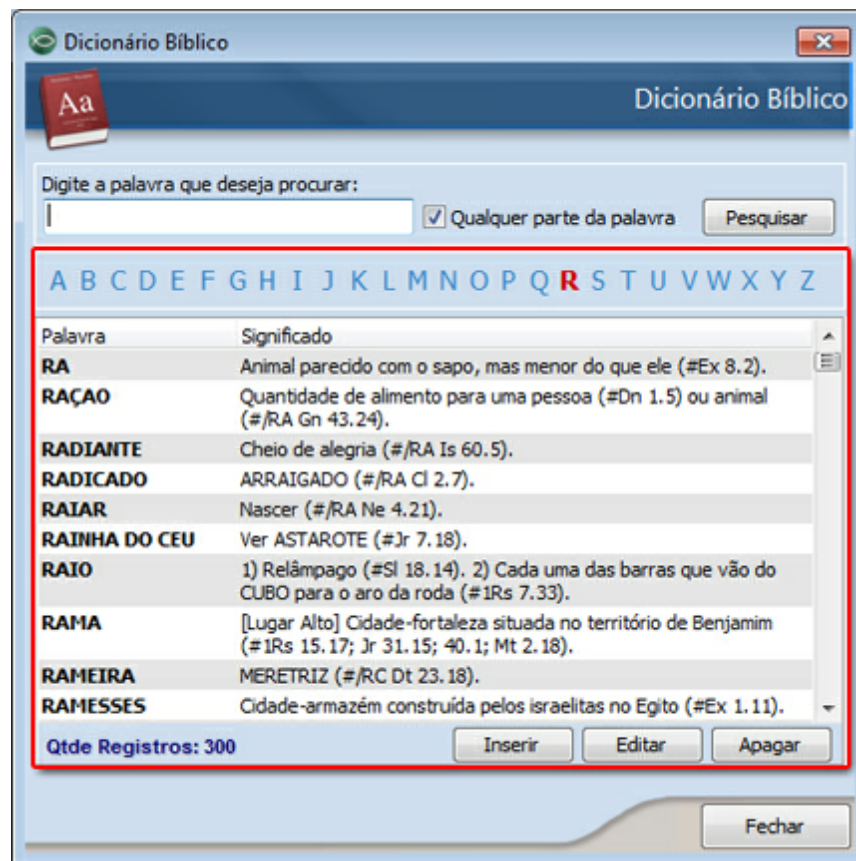 Dicionário Bíblico
Aa
Dicionário Bíblico
Digite a palavra que deseja procurar:
Qualquer parte da palavra Pesquisar
A B C D E F G H I J K L M N O P Q R S T U V W X Y Z
Palavra Significado
RA Animal parecido com o sapo, mas menor do que ele (#Ex 8.2).
RAÇAO Quantidade de alimento para uma pessoa (#Dn 1.5) ou animal
(#/RA Gn 43.24).
RADIANTE Cheio de alegria (#/RA Is 60.5).
RADICADO ARRAIGADO (#/RA Cl 2.7).
RAIAR Nascer (#/RA Ne 4.21).
RAINHA DO CEU Ver ASTAROTE (#Jr 7.18).
RAIO 1) Relâmpago (#Sl 18.14). 2) Cada uma das barras que vão do
CUBO para o aro da roda (#1Rs 7.33).
RAMA [Lugar Alto] Cidade-fortaleza situada no território de Benjamim
(#1Rs 15.17; Jr 31.15; 40.1; Mt 2.18).
RAMEIRA MERETRIZ (#/RC Dt 23.18).
RAMESSES Cidade-armazém construída pelos israelitas no Egito (#Ex 1.11).
Qtde Registros: 300 Inserir Editar Apagar
Fechar